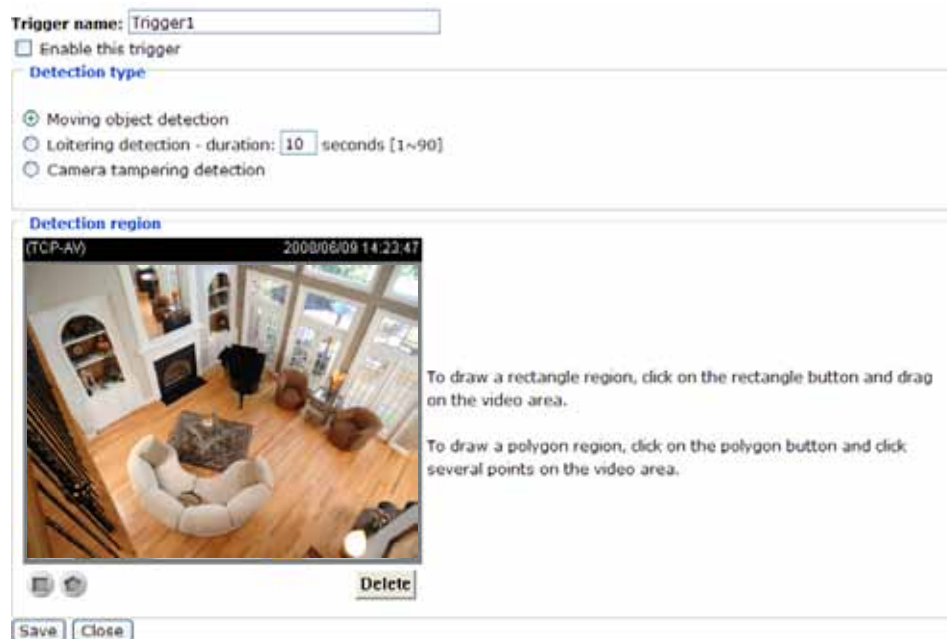 Trigger name: Trigger1
Enable this trigger
Detection type
Moving object detection
Loitering detection - duration: 10 seconds [1~90]
Camera tampering detection
Detection region
(TCP-AV) 2008/06/09 14:23:47
To draw a rectangle region, click on the rectangle button and drag
on the video area.
To draw a polygon region, click on the polygon button and click
several points on the video area.
Delete
Save Close